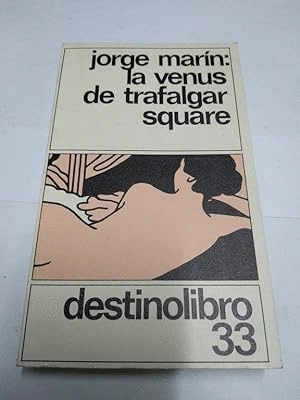 jorge marín:
la venus
de trafalgar
square
destinolibro
33